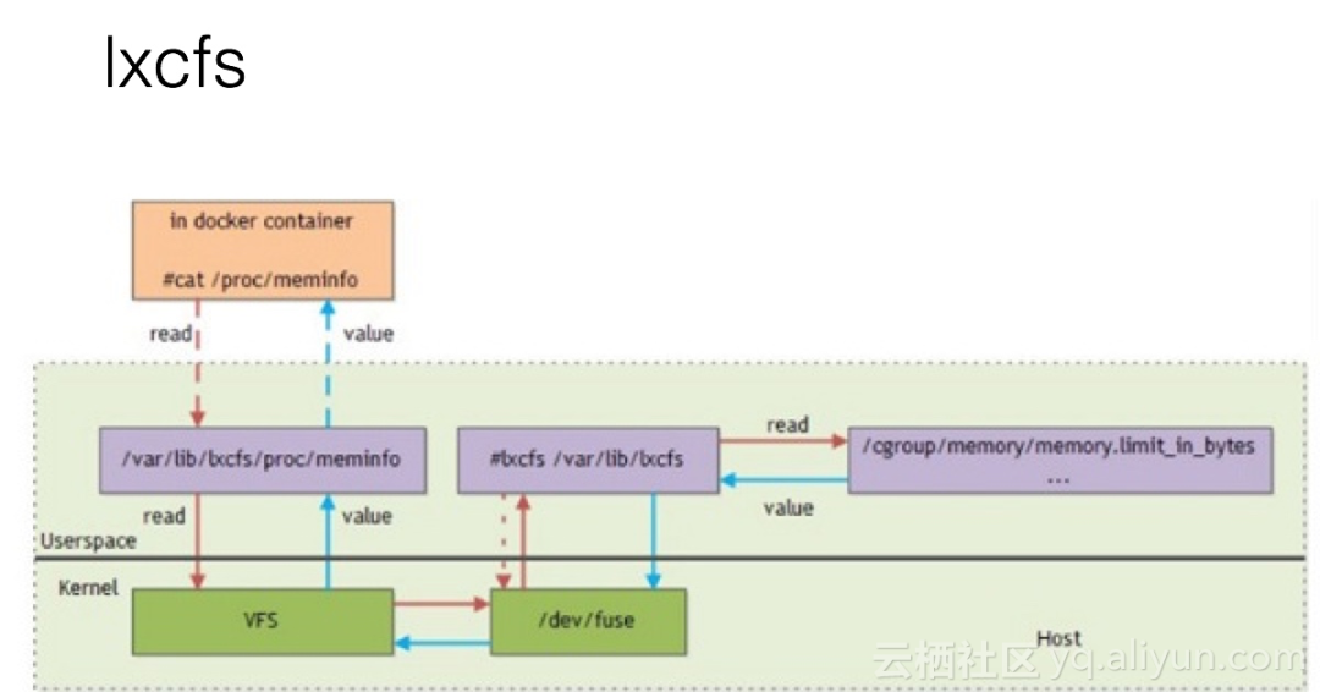 lxcfs
in docker container
#cat /proc/meminfo
read
value
/var/lib/lxcfs/proc/meminfo
#lxcfs /var/lib/lxcfs
read
/cgroup/memory/memory.limit_in_bytes
...
value
read
value
Userspace
Kernel
VFS
/dev/fuse
Host
云栖社区 yq.aliyun.com